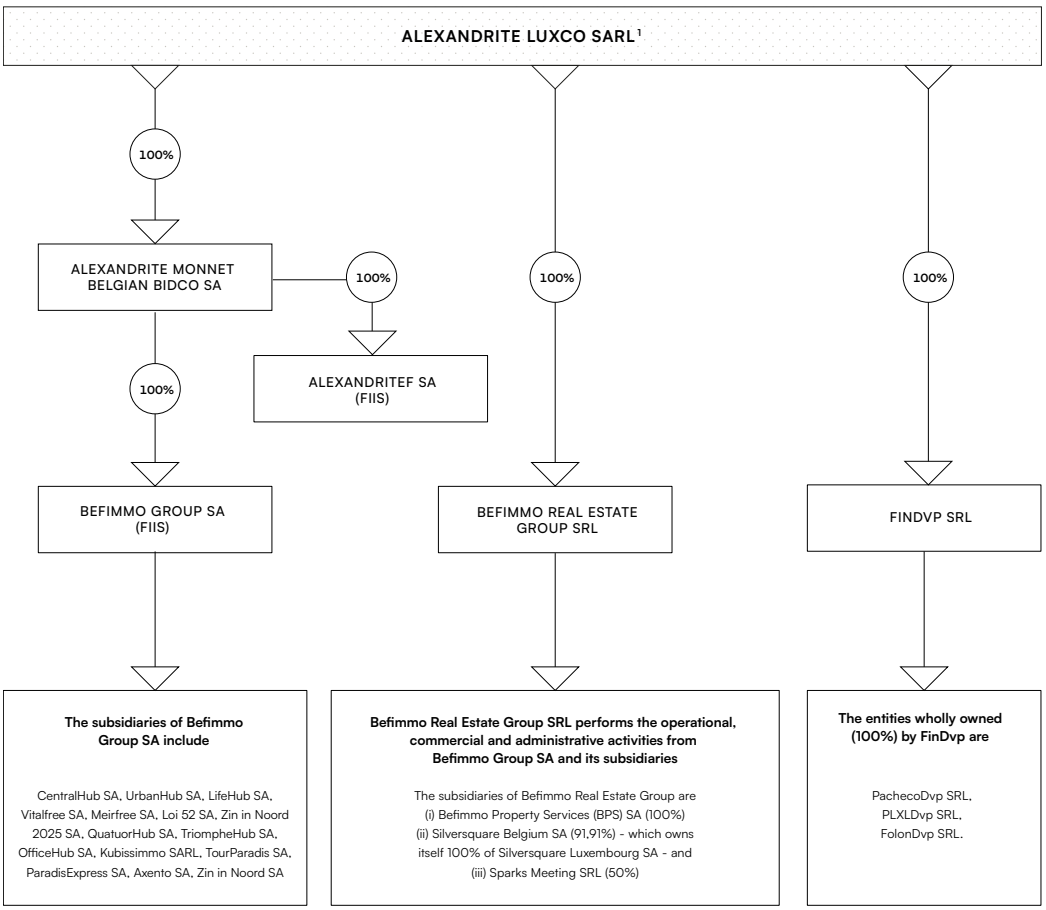 ALEXANDRITE LUXCO SARL¹
100%
ALEXANDRITE MONNET
BELGIAN BIDCO SA
100%
100%
100%
ALEXANDRITEF SA
(FIIS)
100%
BEFIMMO GROUP SA
(FIIS)
BEFIMMO REAL ESTATE
GROUP SRL
FINDVP SRL
The subsidiaries of Befimmo
Group SA include
CentralHub SA, UrbanHub SA, LifeHub SA,
Vitalfree SA, Meirfree SA, Loi 52 SA, Zin in Noord
2025 SA, QuatuorHub SA, TriompheHub SA,
OfficeHub SA, Kubissimmo SARL, TourParadis SA,
ParadisExpress SA, Axento SA, Zin in Noord SA
Befimmo Real Estate Group SRL performs the operational,
commercial and administrative activities from
Befimmo Group SA and its subsidiaries
The subsidiaries of Befimmo Real Estate Group are
(i) Befimmo Property Services (BPS) SA (100%)
(ii) Silversquare Belgium SA (91,91%) - which owns
itself 100% of Silversquare Luxembourg SA - and
(iii) Sparks Meeting SRL (50%)
The entities wholly owned
(100%) by FinDvp are
PachecoDvp SRL,
PLXLDvp SRL,
FolonDvp SRL.